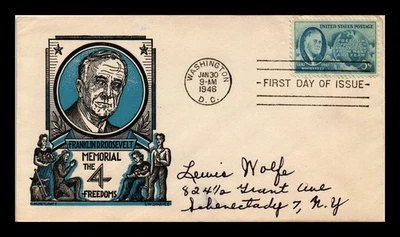 UNITED STATES POSTAGE
WASHINGTON
JAN 30
9-AM
1946
D. C.
FIRST DAY OF ISSUE
FRANKLIN D. ROOSEVELT
MEMORIAL
THE
4
FREEDOMS
Lewis Wolfe
824½ Grant Ave
Schenectady 7, N.Y